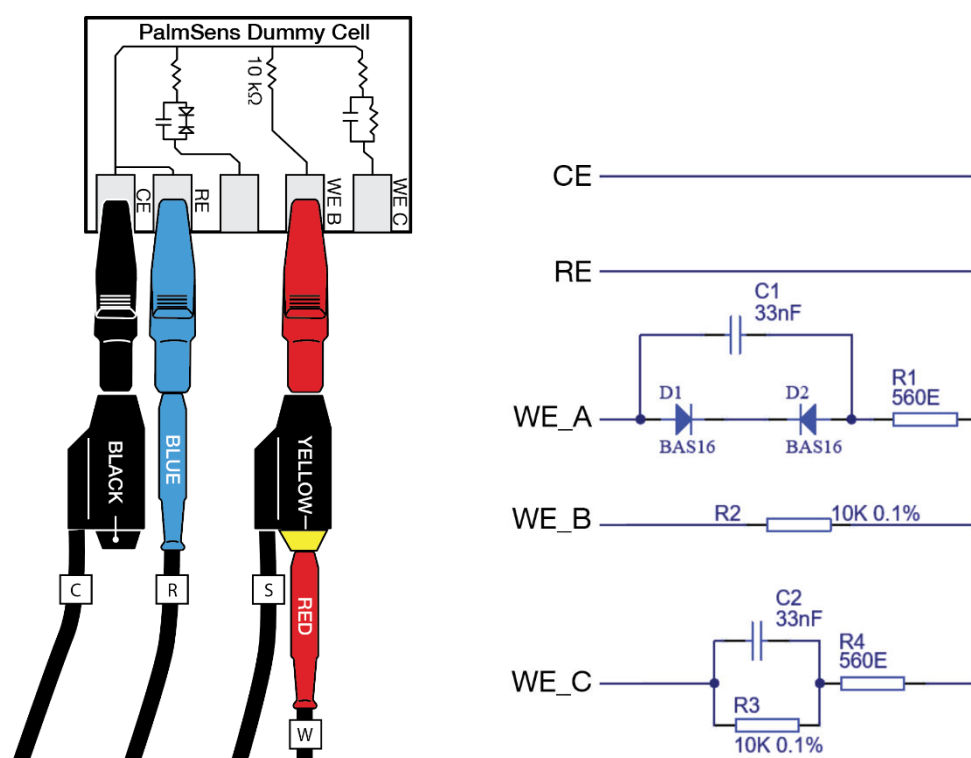 PalmSens Dummy Cell
10 kΩ
CE
RE
WE B
WE C
BLACK
BLUE
YELLOW
RED
C
R
S
W
CE
RE
C1
33nF
D1
D2
R1
560E
WE_A
BAS16
BAS16
WE_B
R2
10K 0.1%
C2
33nF
R4
560E
WE_C
R3
10K 0.1%